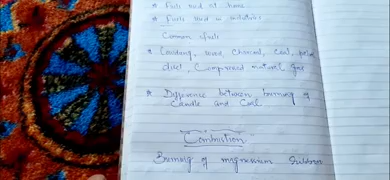 * Fuels used at home
* Fuels used in industries
Common fuels
* Cowdung, wood, charcoal, coal, petrol
diesel, Compressed natural gas
* Difference between burning of
Candle and Coal
Combustion
Burning of magnesium